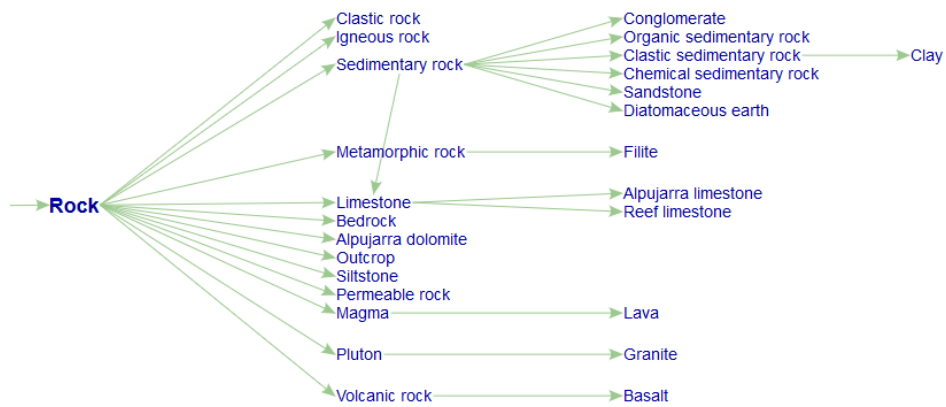 Clastic rock
Igneous rock
Sedimentary rock
Conglomerate
Organic sedimentary rock
Clastic sedimentary rock
Clay
Chemical sedimentary rock
Sandstone
Diatomaceous earth
Metamorphic rock
Filite
Rock
Limestone
Alpujarra limestone
Reef limestone
Bedrock
Alpujarra dolomite
Outcrop
Siltstone
Permeable rock
Magma
Lava
Pluton
Granite
Volcanic rock
Basalt